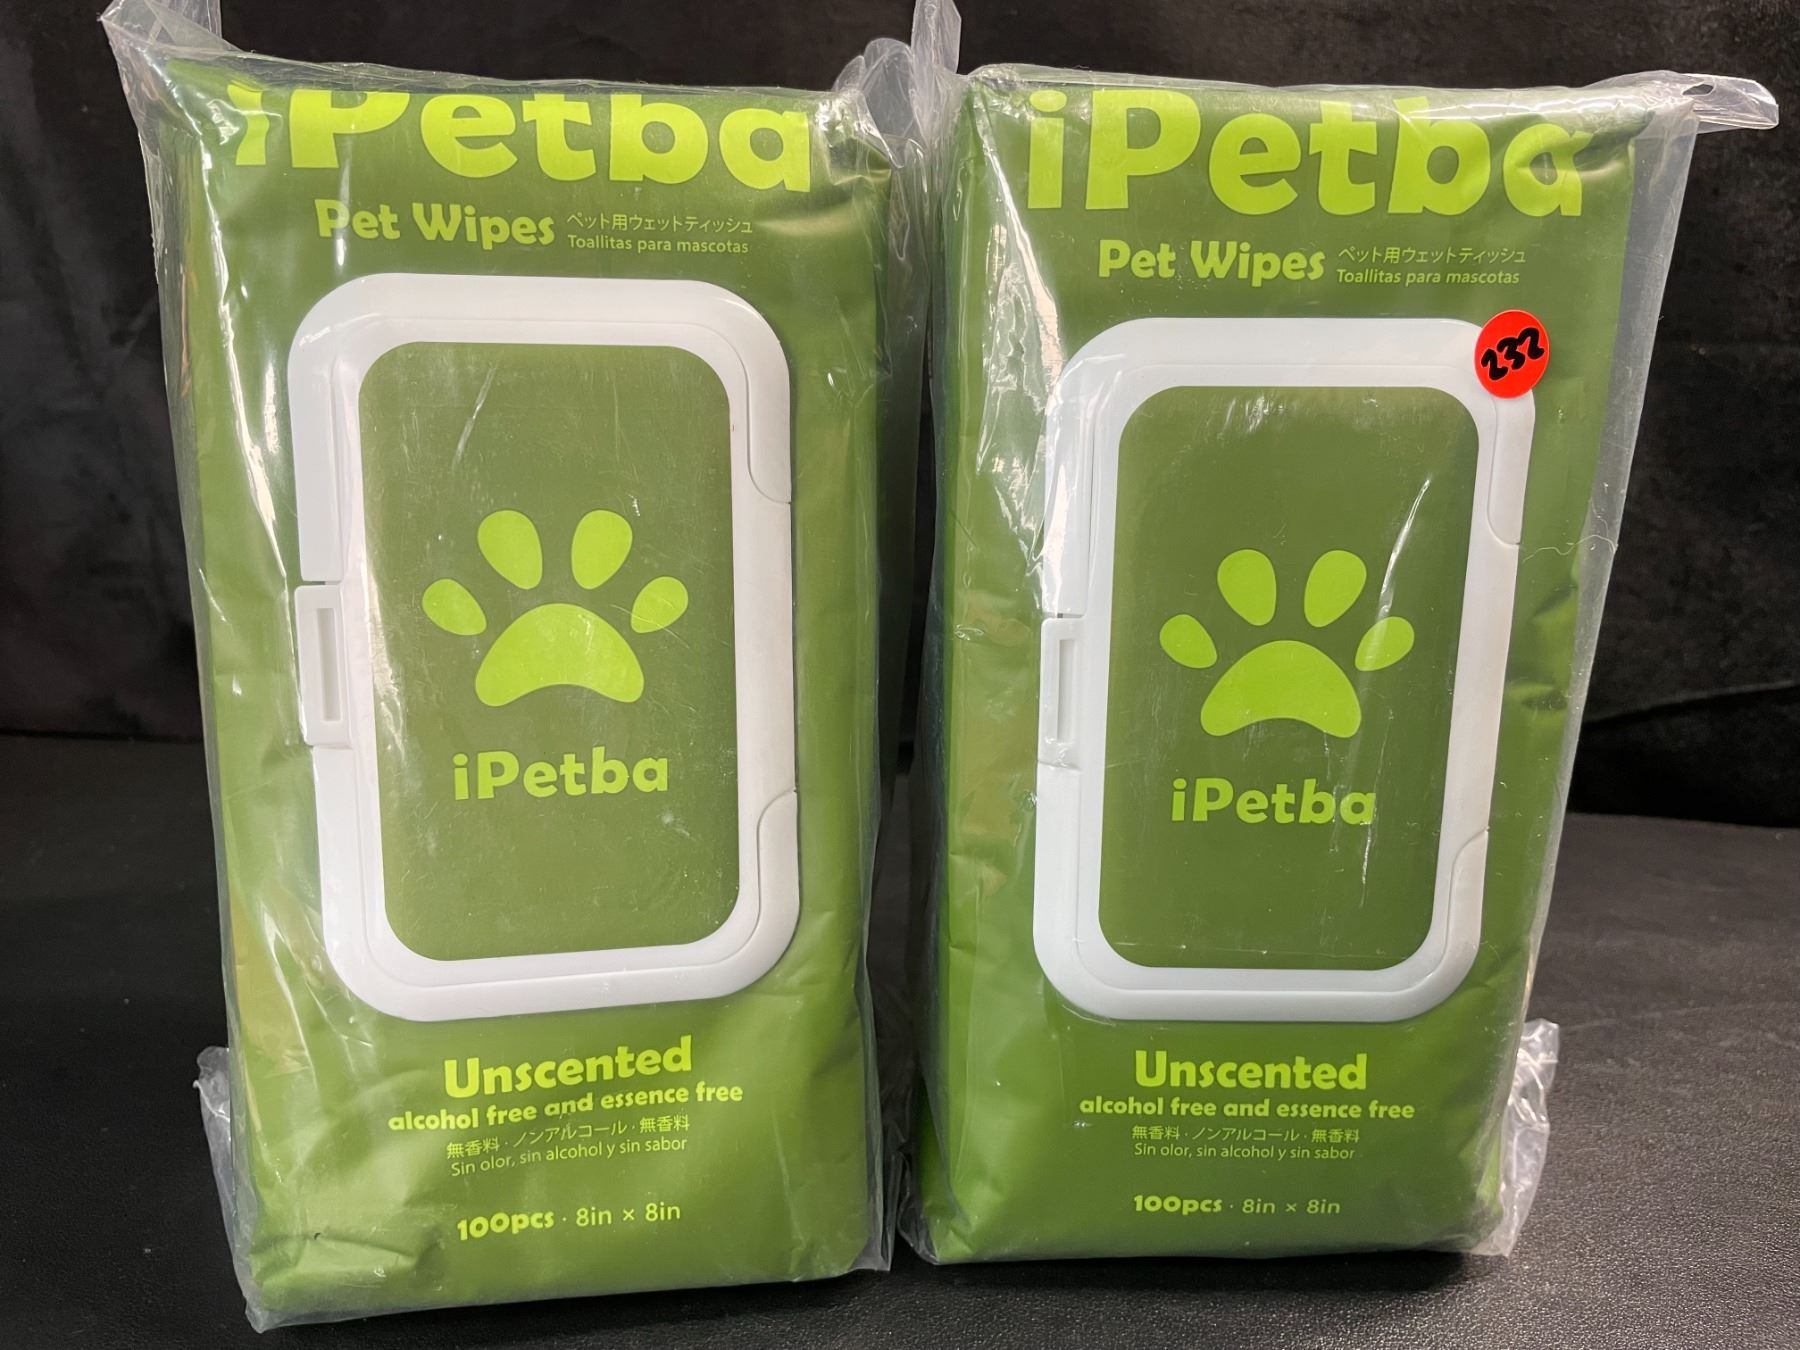 iPetba
Pet Wipes ペット用ウェットティッシュ
Toallitas para mascotas
iPetba
Unscented
alcohol free and essence free
無香料・ノンアルコール・無香料
Sin olor, sin alcohol y sin sabor
100pcs · 8in × 8in
iPetba
Pet Wipes ペット用ウェットティッシュ
Toallitas para mascotas
232
iPetba
Unscented
alcohol free and essence free
無香料・ノンアルコール・無香料
Sin olor, sin alcohol y sin sabor
100pcs · 8in × 8in